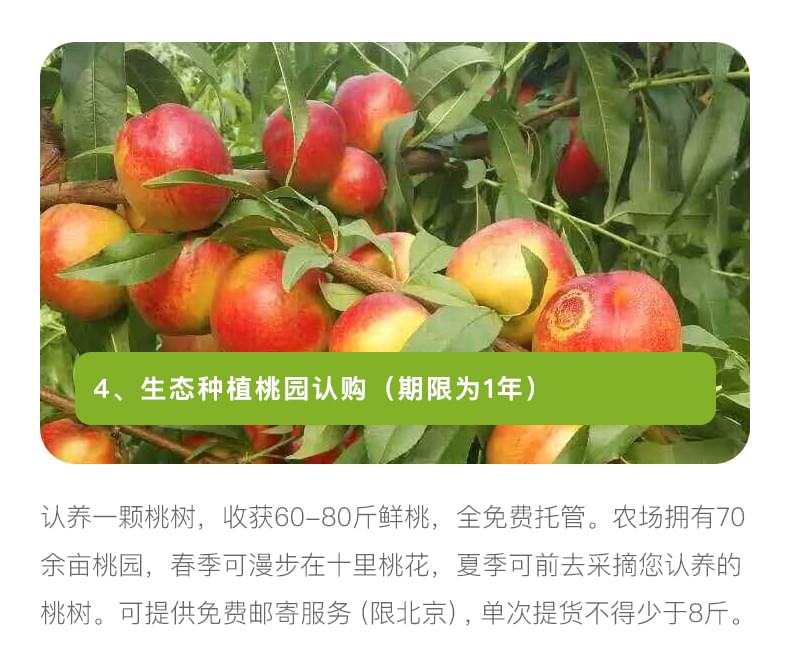 4、生态种植桃园认购（期限为1年）
认养一颗桃树，收获60-80斤鲜桃，全免费托管。农场拥有70
余亩桃园，春季可漫步在十里桃花，夏季可前去采摘您认养的
桃树。可提供免费邮寄服务（限北京），单次提货不得少于8斤。